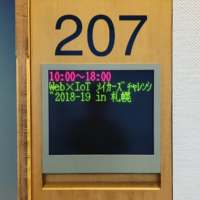 207
10:00～18:00
Web×IoT ﾒｲｶｰｽﾞﾁｬﾚﾝｼﾞ
"2018-19 in 札幌